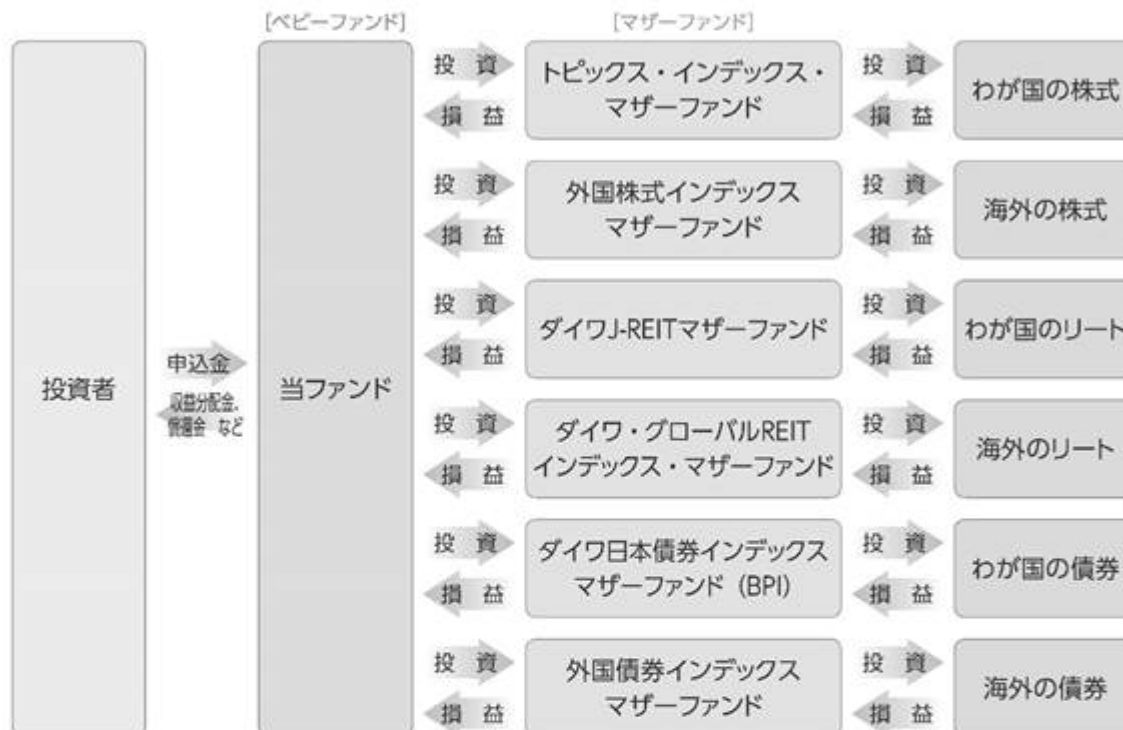 [ベビーファンド]
[マザーファンド]
投資者
申込金
収益分配金、
償還金 など
当ファンド
投 資
損 益
トピックス・インデックス・
マザーファンド
投 資
損 益
わが国の株式
投 資
損 益
外国株式インデックス
マザーファンド
投 資
損 益
海外の株式
投 資
損 益
ダイワJ-REITマザーファンド
投 資
損 益
わが国のリート
投 資
損 益
ダイワ・グローバルREIT
インデックス・マザーファンド
投 資
損 益
海外のリート
投 資
損 益
ダイワ日本債券インデックス
マザーファンド（BPI）
投 資
損 益
わが国の債券
投 資
損 益
外国債券インデックス
マザーファンド
投 資
損 益
海外の債券